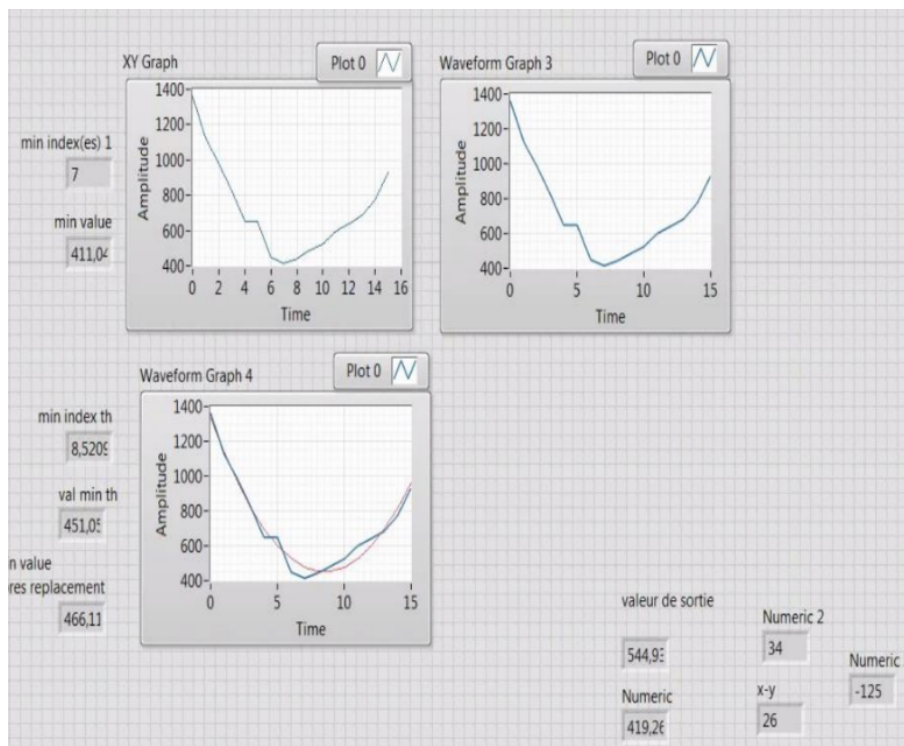 XY Graph
Plot 0
Waveform Graph 3
Plot 0
min index(es) 1
7
min value
411,04
Amplitude
1400
1200
1000
800
600
400
0 2 4 6 8 10 12 14 16
Time
Amplitude
1400
1200
1000
800
600
400
0 5 10 15
Time
Waveform Graph 4
Plot 0
min index th
8,5209
val min th
451,05
n value
res replacement
466,11
Amplitude
1400
1200
1000
800
600
400
0 5 10 15
Time
valeur de sortie
544,93
Numeric 2
34
Numeric
-125
Numeric
419,26
x-y
26